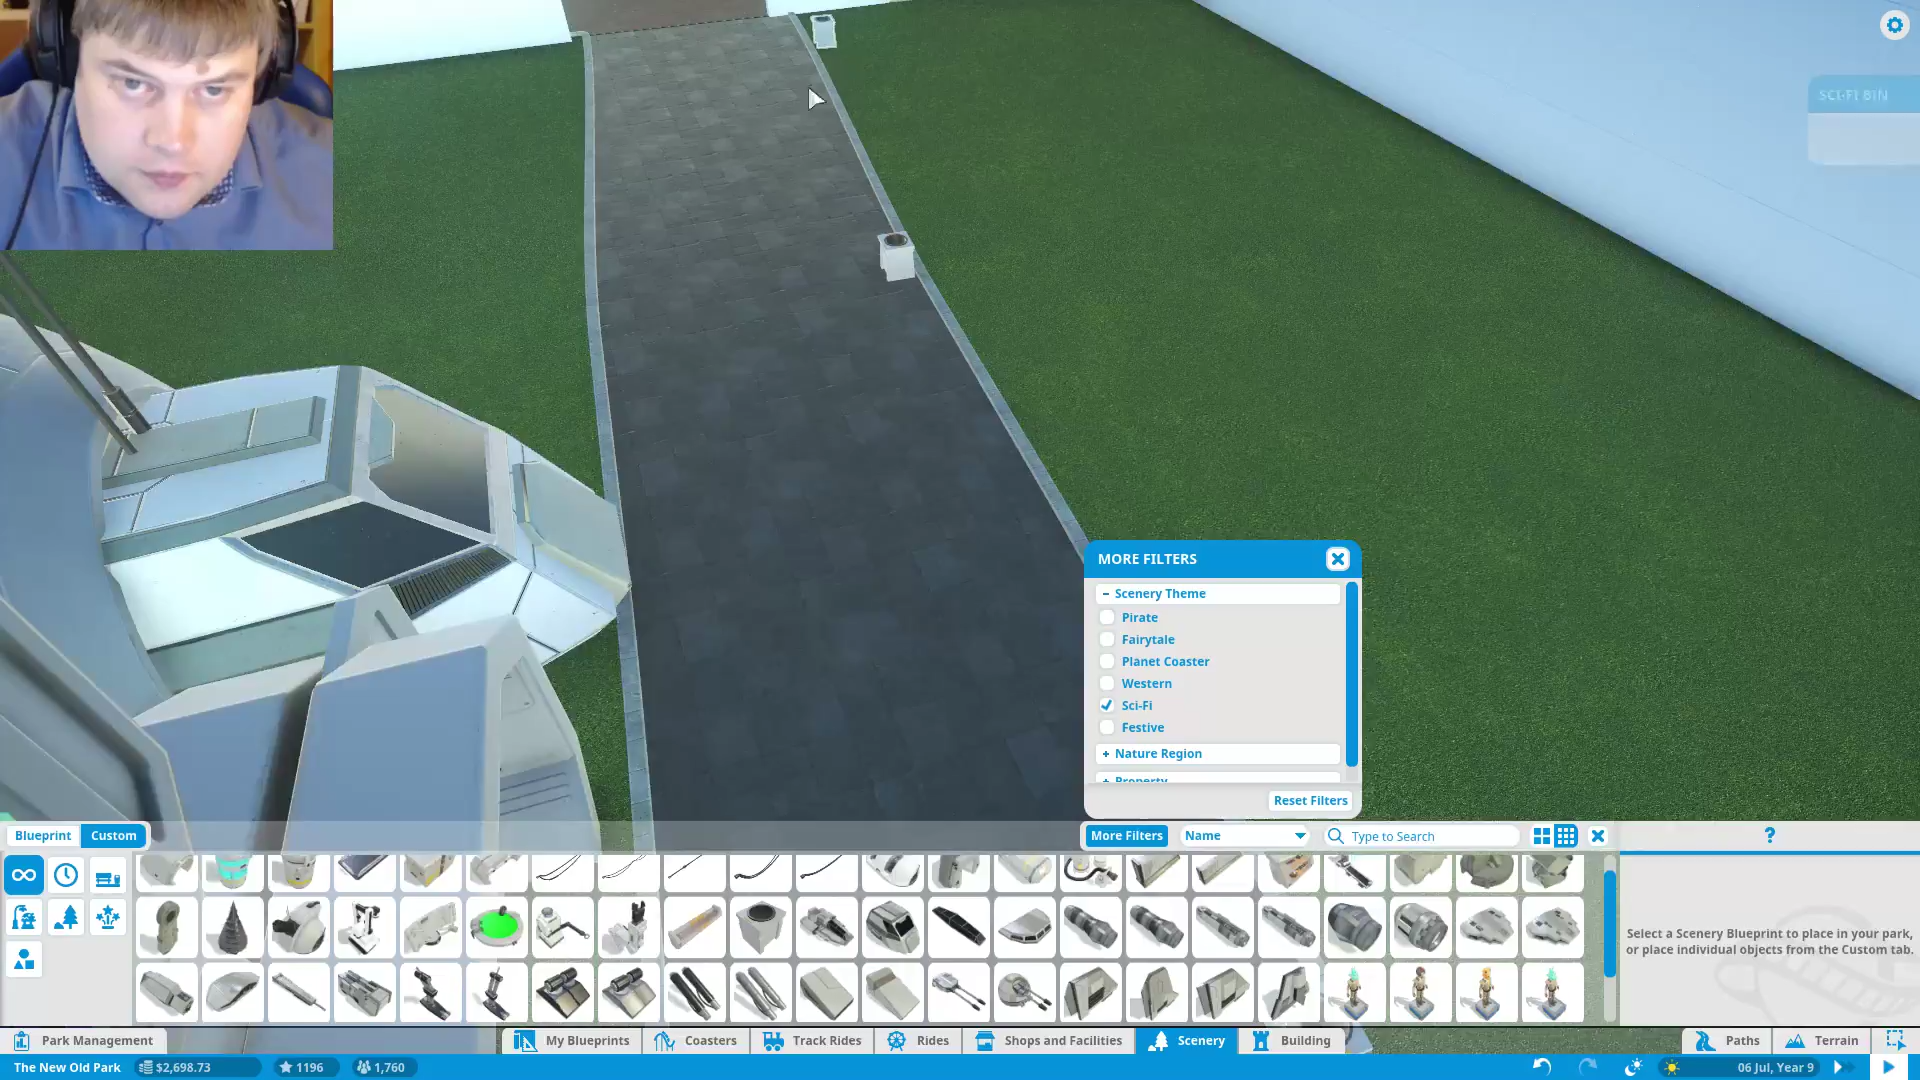 SCI-FI BIN
MORE FILTERS
− Scenery Theme
Pirate
Fairytale
Planet Coaster
Western
Sci-Fi
Festive
+ Nature Region
+ Property
Reset Filters
Blueprint Custom
More Filters Name Type to Search ?
Select a Scenery Blueprint to place in your park,
or place individual objects from the Custom tab.
Park Management My Blueprints Coasters Track Rides Rides Shops and Facilities Scenery Building Paths Terrain
The New Old Park $2,698.73 1196 1,760 06 Jul, Year 9